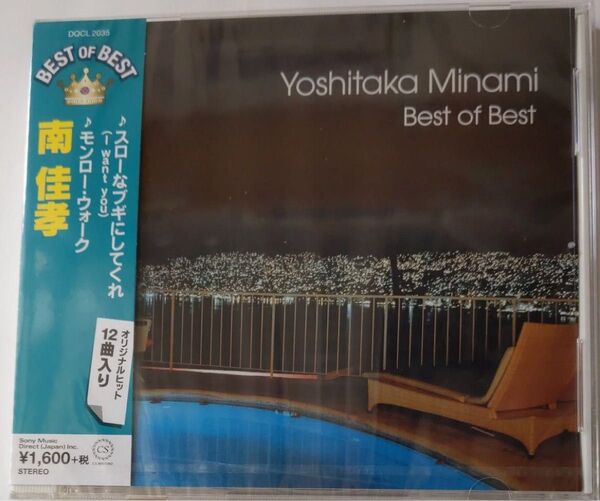 DQCL 2035
BEST OF BEST
♪スローなブギにしてくれ
(I want you)
♪モンロー・ウォーク
南 佳孝
オリジナルヒット
12曲入り
Sony Music
Direct (Japan) Inc.
¥1,600+税
STEREO
CS
Yoshitaka Minami
Best of Best